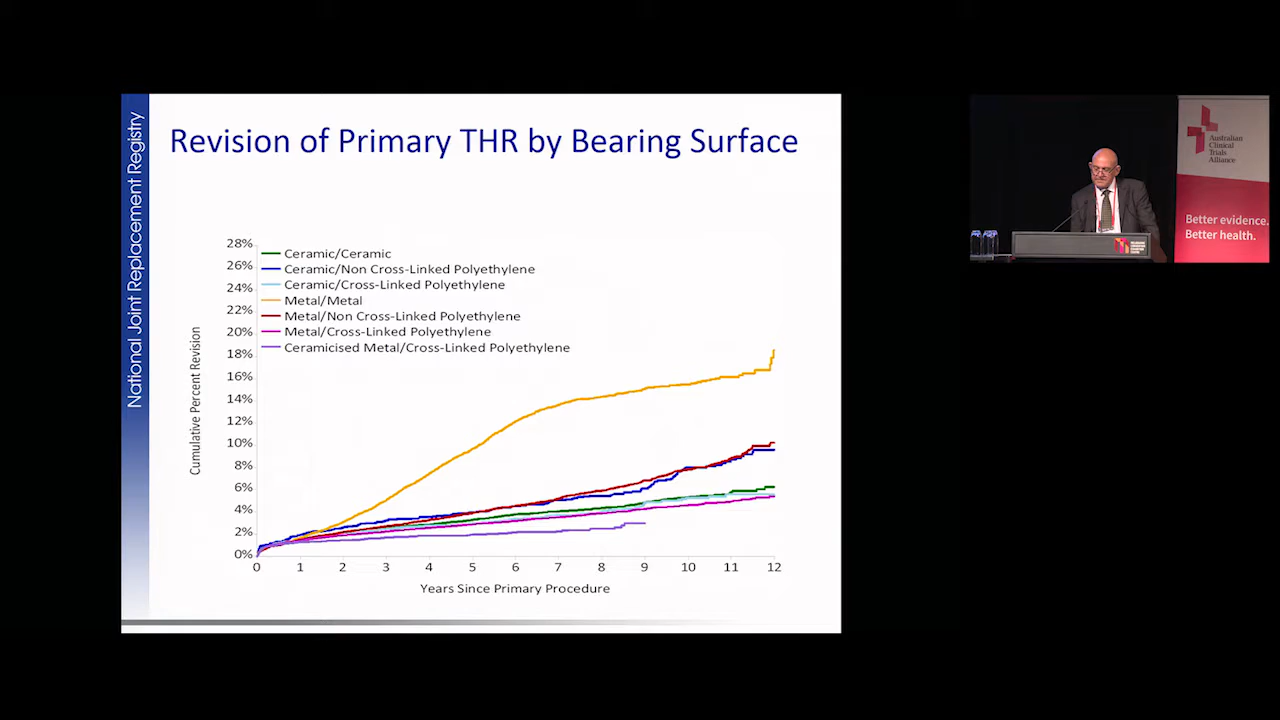 National Joint Replacement Registry
Revision of Primary THR by Bearing Surface
28%
26%
24%
22%
20%
18%
16%
14%
12%
10%
8%
6%
4%
2%
0%
Cumulative Percent Revision
Ceramic/Ceramic
Ceramic/Non Cross-Linked Polyethylene
Ceramic/Cross-Linked Polyethylene
Metal/Metal
Metal/Non Cross-Linked Polyethylene
Metal/Cross-Linked Polyethylene
Ceramicised Metal/Cross-Linked Polyethylene
0 1 2 3 4 5 6 7 8 9 10 11 12
Years Since Primary Procedure
Australian
Clinical
Trials
Alliance
Better evidence.
Better health.